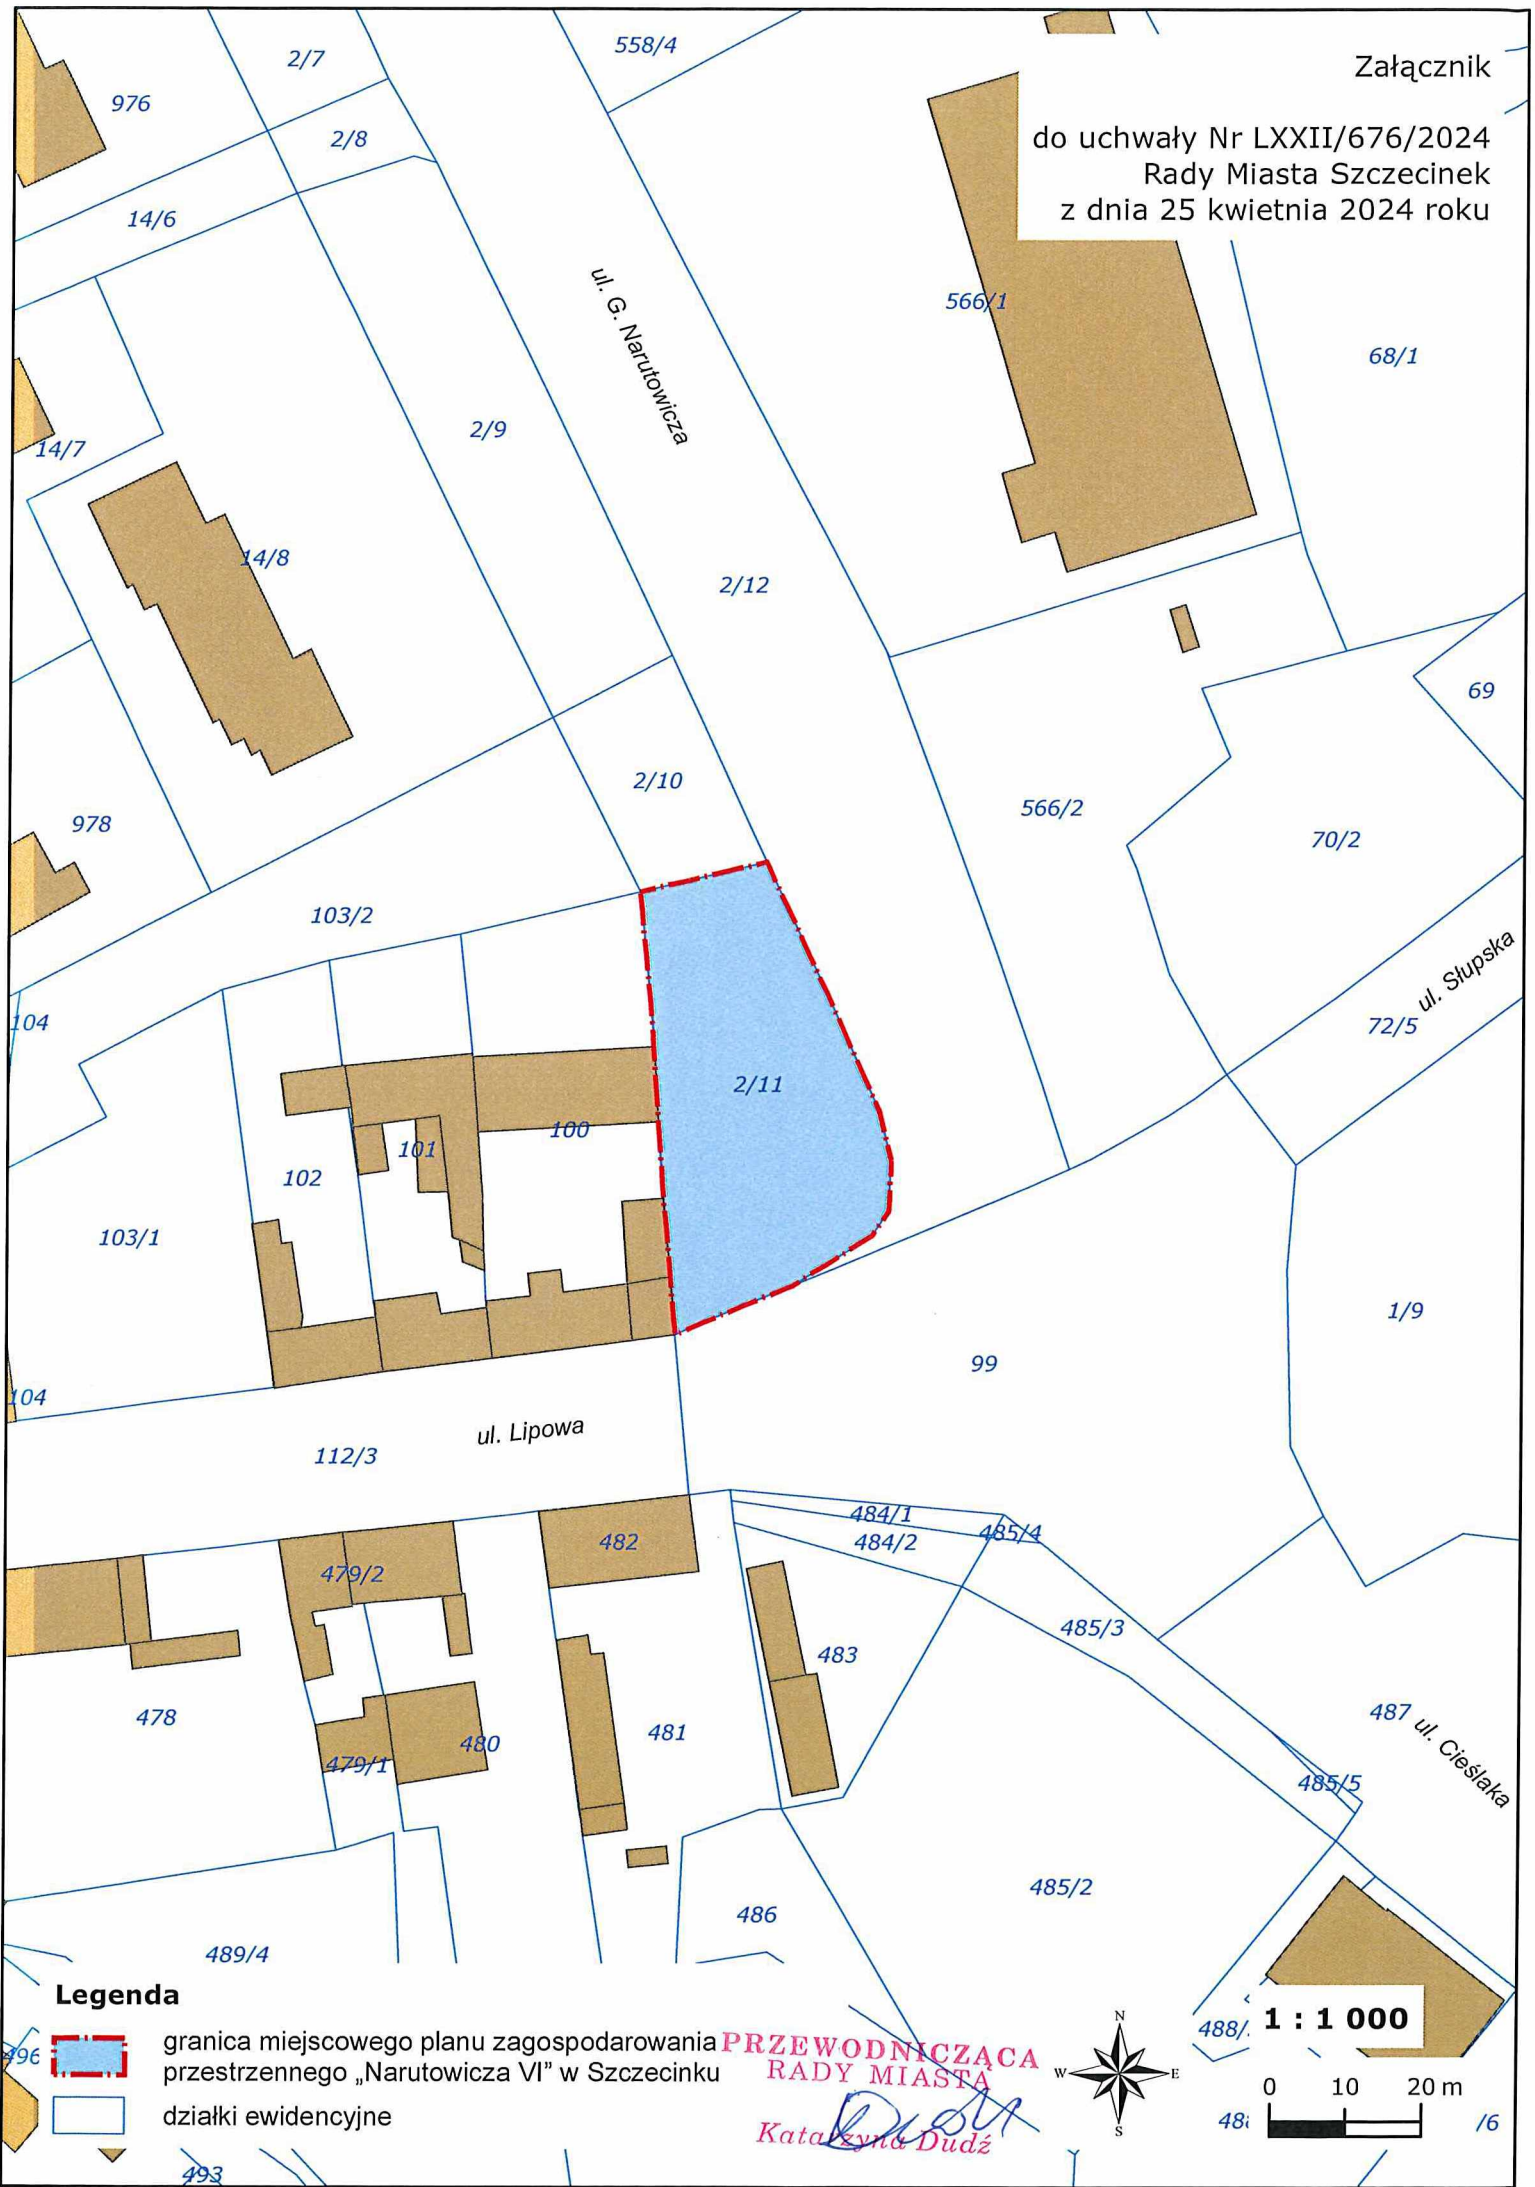 Załącznik
do uchwały Nr LXXII/676/2024
Rady Miasta Szczecinek
z dnia 25 kwietnia 2024 roku
2/7
558/4
976
2/8
14/6
ul. G. Narutowicza
566/1
68/1
2/9
14/7
14/8
2/12
69
2/10
566/2
978
70/2
103/2
ul. Słupska
104
72/5
2/11
100
101
102
103/1
1/9
99
104
ul. Lipowa
112/3
484/1
485/4
482
484/2
479/2
485/3
483
478
487
ul. Cieślaka
481
480
479/1
485/5
485/2
486
489/4
Legenda
granica miejscowego planu zagospodarowania
przestrzennego „Narutowicza VI” w Szczecinku
działki ewidencyjne
496
493
PRZEWODNICZĄCA
RADY MIASTA
Katarzyna Dudź
N
W
E
S
488/
1 : 1 000
0 10 20 m
/6